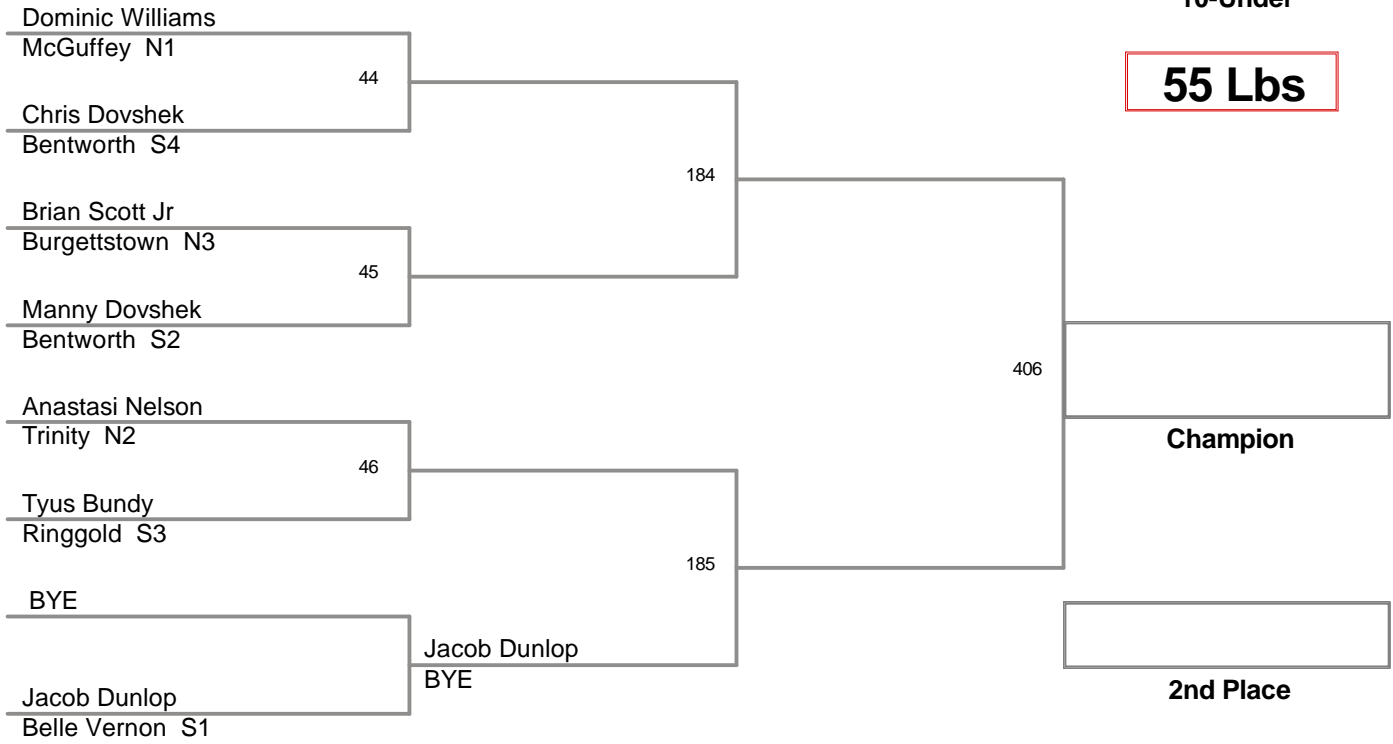 10-Under
55 Lbs
Dominic Williams
McGuffey N1
44
Chris Dovshek
Bentworth S4
184
Brian Scott Jr
Burgettstown N3
45
Manny Dovshek
Bentworth S2
406
Champion
Anastasi Nelson
Trinity N2
46
Tyus Bundy
Ringgold S3
185
BYE
Jacob Dunlop
BYE
Jacob Dunlop
Belle Vernon S1
2nd Place